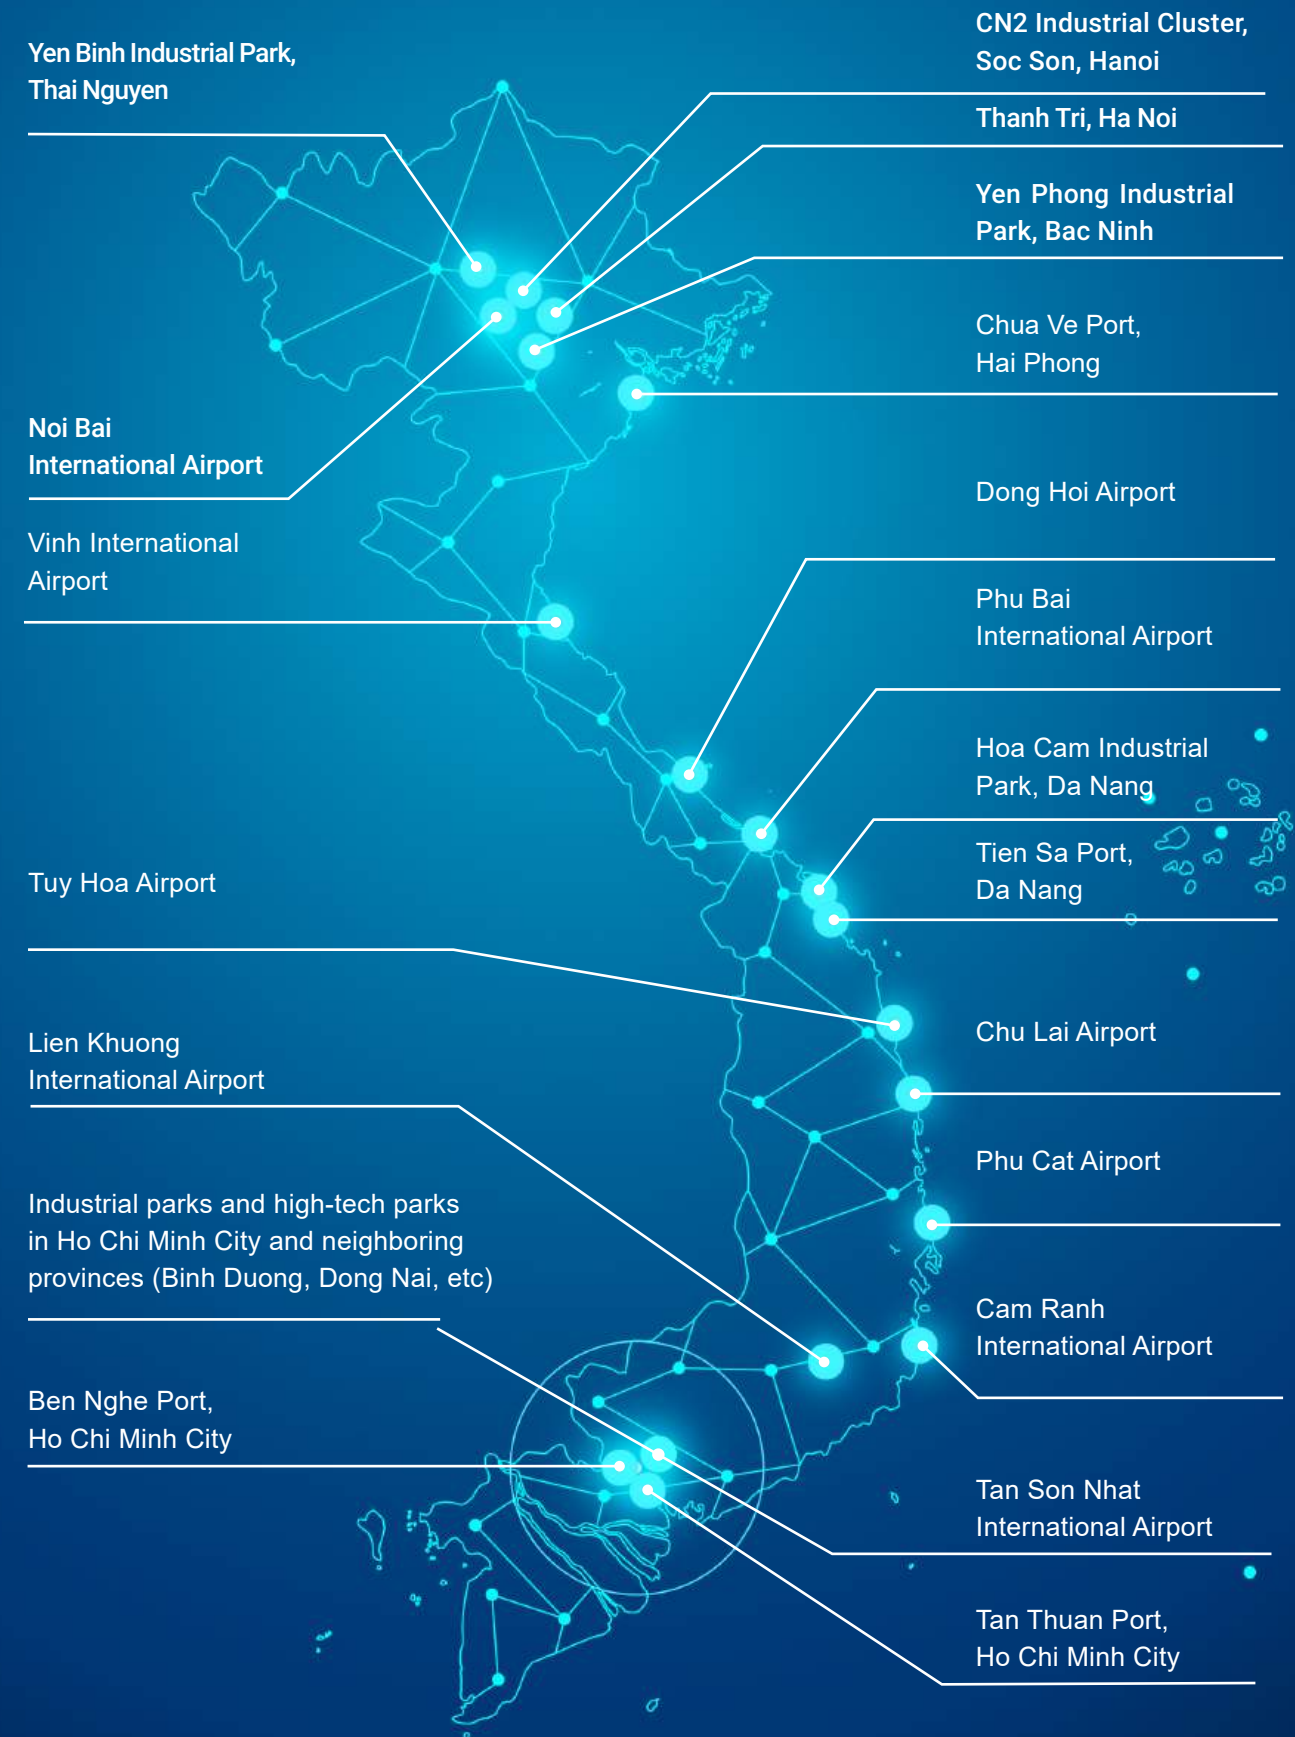 Yen Binh Industrial Park,
Thai Nguyen
Noi Bai
International Airport
Vinh International
Airport
Tuy Hoa Airport
Lien Khuong
International Airport
Industrial parks and high-tech parks
in Ho Chi Minh City and neighboring
provinces (Binh Duong, Dong Nai, etc)
Ben Nghe Port,
Ho Chi Minh City
CN2 Industrial Cluster,
Soc Son, Hanoi
Thanh Tri, Ha Noi
Yen Phong Industrial
Park, Bac Ninh
Chua Ve Port,
Hai Phong
Dong Hoi Airport
Phu Bai
International Airport
Hoa Cam Industrial
Park, Da Nang
Tien Sa Port,
Da Nang
Chu Lai Airport
Phu Cat Airport
Cam Ranh
International Airport
Tan Son Nhat
International Airport
Tan Thuan Port,
Ho Chi Minh City